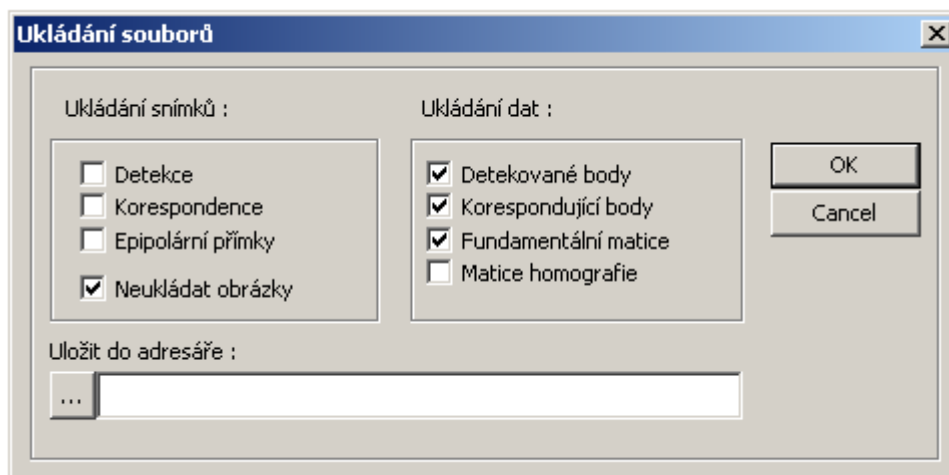 Ukládání souborů
Ukládání snímků :
Detekce
Korespondence
Epipolární přímky
Neukládat obrázky
Ukládání dat :
Detekované body
Korespondující body
Fundamentální matice
Matice homografie
OK
Cancel
Uložit do adresáře :
...